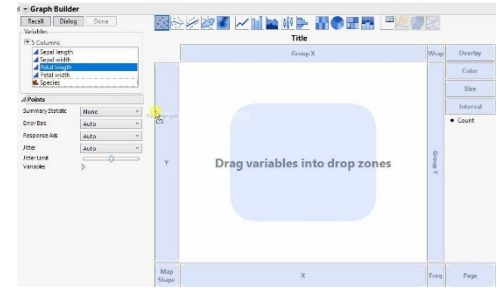 Graph Builder
Recall Dialog Done
Variables
5 Columns
Sepal length
Sepal width
Petal length
Petal width
Species
Points
Summary Statistic None
Error Bars Auto
Response Axis Auto
Jitter Auto
Jitter Limit
Variables
Title
Group X
Wrap
Overlay
Color
Size
Interval
Count
Y
Drag variables into drop zones
Group Y
Map
Shape
X
Freq
Page